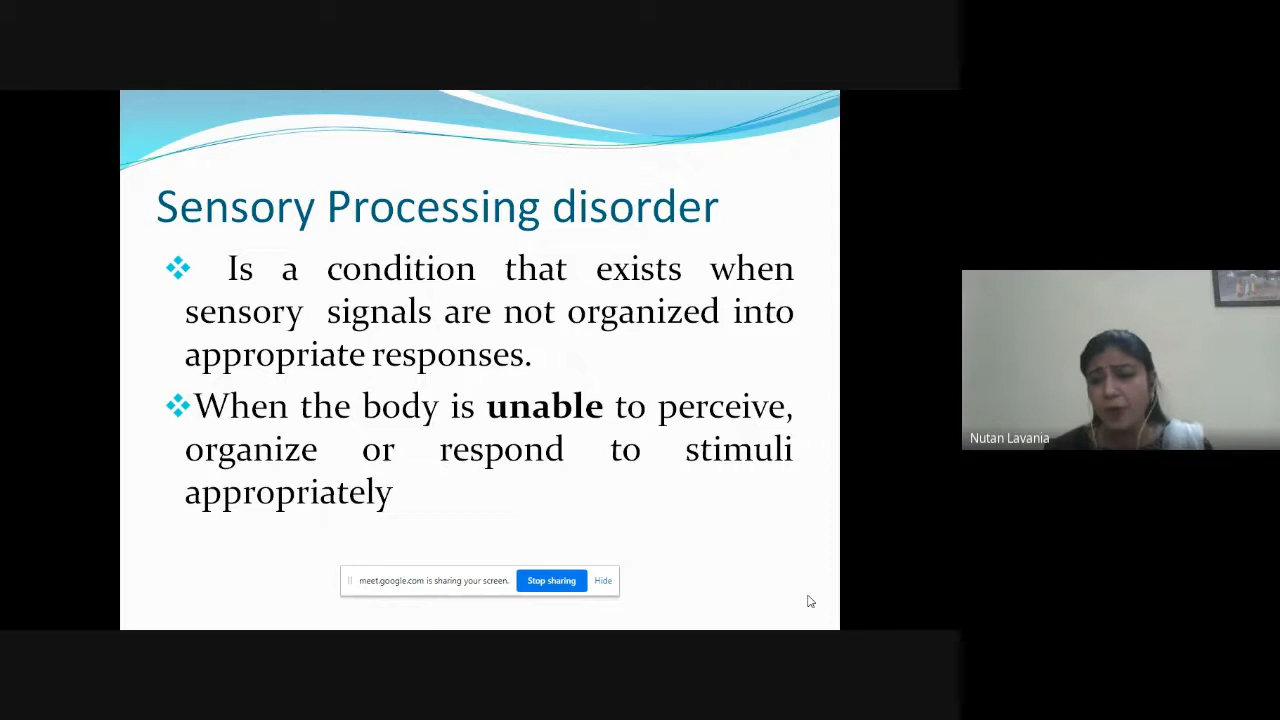 Sensory Processing disorder
Is a condition that exists when
sensory signals are not organized into
appropriate responses.
When the body is unable to perceive,
organize or respond to stimuli
appropriately
meet.google.com is sharing your screen. Stop sharing Hide
Nutan Lavania